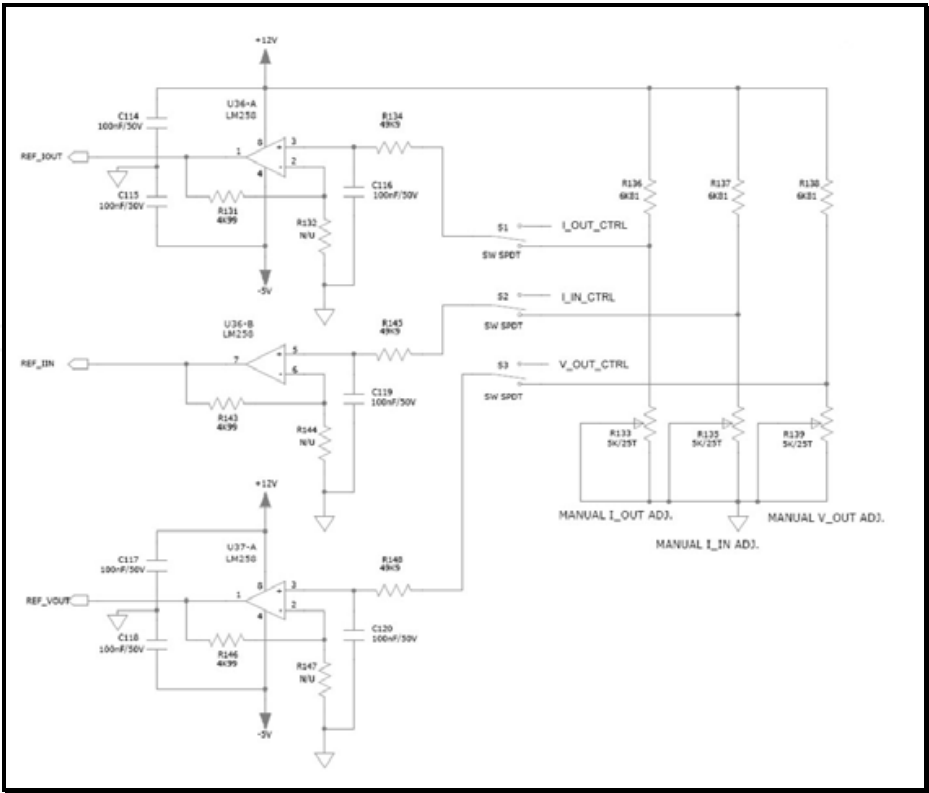 +12V
U36-A
LM258
C114
100nF/50V
R134
49K9
8
3
1
2
4
REF_IOUT
C115
100nF/50V
R131
4K99
C116
100nF/50V
R136
6K81
R137
6K81
R138
6K81
R132
N/U
S1
I_OUT_CTRL
SW SPDT
-5V
S2
I_IN_CTRL
U36-B
LM258
R145
49K9
SW SPDT
5
7
6
REF_IIN
S3
V_OUT_CTRL
C119
100nF/50V
SW SPDT
R143
4K99
R144
N/U
R133
5K/25T
R135
5K/25T
R139
5K/25T
+12V
MANUAL I_OUT ADJ.
MANUAL V_OUT ADJ.
MANUAL I_IN ADJ.
U37-A
LM258
C117
100nF/50V
R148
49K9
8
3
1
2
4
REF_VOUT
C118
100nF/50V
R146
4K99
C120
100nF/50V
R147
N/U
-5V